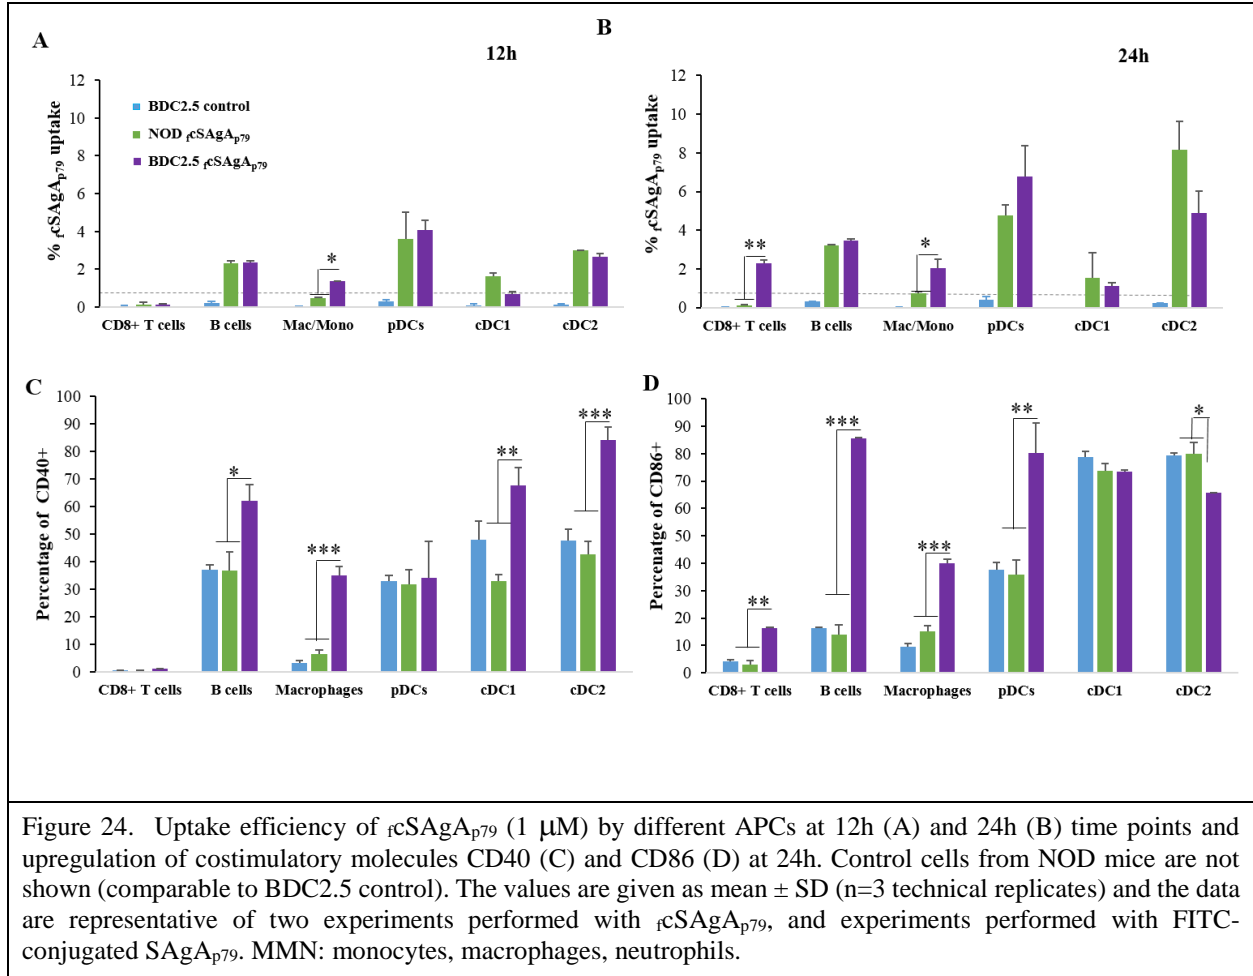 A
12h
12
10
8
6
4
2
0
% fcSAgAp79 uptake
BDC2.5 control
NOD fcSAgAp79
BDC2.5 fcSAgAp79
*
CD8+ T cells B cells Mac/Mono pDCs cDC1 cDC2
B
24h
12
10
8
6
4
2
0
% fcSAgAp79 uptake
**
*
CD8+ T cells B cells Mac/Mono pDCs cDC1 cDC2
C
100
90
80
70
60
50
40
30
20
10
0
Percentage of CD40+
*
***
**
***
CD8+ T cells B cells Macrophages pDCs cDC1 cDC2
D
100
90
80
70
60
50
40
30
20
10
0
Percenatge of CD86+
**
***
***
**
*
CD8+ T cells B cells Macrophages pDCs cDC1 cDC2
Figure 24. Uptake efficiency of fcSAgAp79 (1 μM) by different APCs at 12h (A) and 24h (B) time points and
upregulation of costimulatory molecules CD40 (C) and CD86 (D) at 24h. Control cells from NOD mice are not
shown (comparable to BDC2.5 control). The values are given as mean ± SD (n=3 technical replicates) and the data
are representative of two experiments performed with fcSAgAp79, and experiments performed with FITC-
conjugated SAgAp79. MMN: monocytes, macrophages, neutrophils.